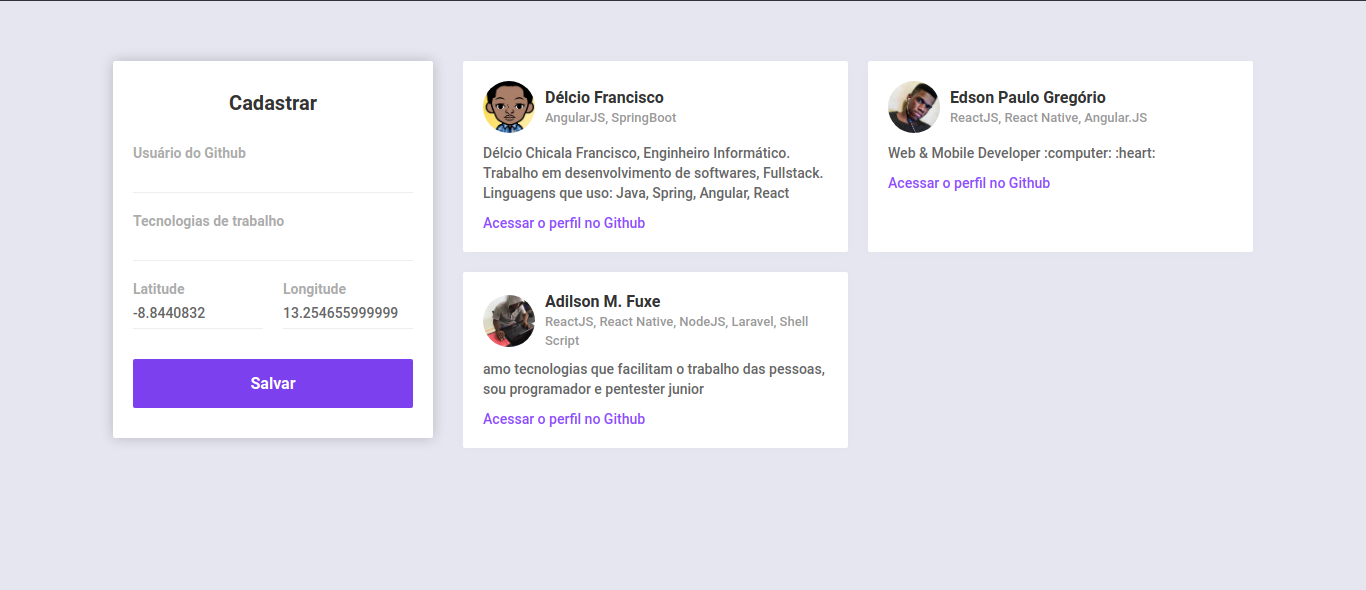 Cadastrar
Usuário do Github
Tecnologias de trabalho
Latitude
Longitude
-8.8440832
13.254655999999
Salvar
Délcio Francisco
AngularJS, SpringBoot
Délcio Chicala Francisco, Enginheiro Informático.
Trabalho em desenvolvimento de softwares, Fullstack.
Linguagens que uso: Java, Spring, Angular, React
Acessar o perfil no Github
Edson Paulo Gregório
ReactJS, React Native, Angular.JS
Web & Mobile Developer :computer: :heart:
Acessar o perfil no Github
Adilson M. Fuxe
ReactJS, React Native, NodeJS, Laravel, Shell
Script
amo tecnologias que facilitam o trabalho das pessoas,
sou programador e pentester junior
Acessar o perfil no Github